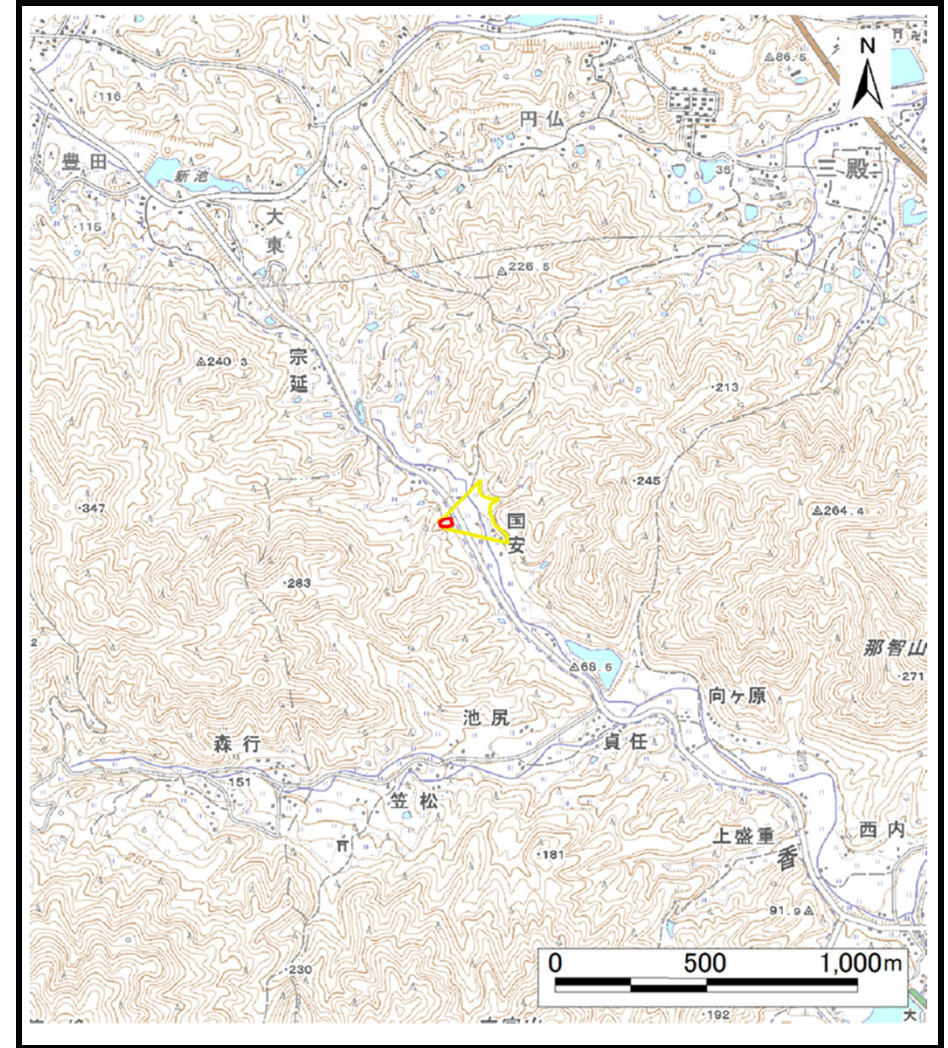 50
△86.5
N
・116
円仏
豊田
新池
35
三殿
・115
大東
△226.5
△240.3
宗延
・213
・245
・347
△264.4
国安
・283
那智山
△68.5
・271
向ヶ原
池尻
森行
貞任
・151
笠松
上盛重
西内
香
250
・181
91.9△
・230
0 500 1,000m
・192
大